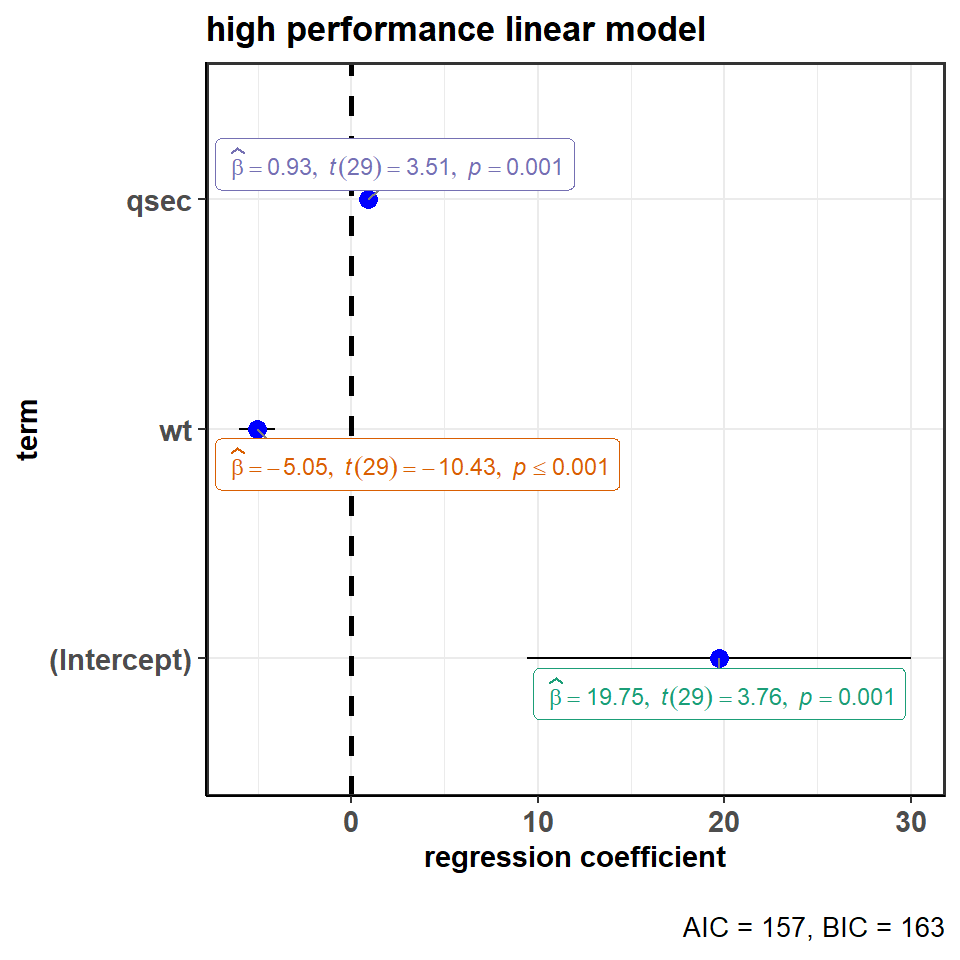 high performance linear model
β̂ = 0.93, t(29) = 3.51, p = 0.001
qsec
term
wt
β̂ = −5.05, t(29) = −10.43, p ≤ 0.001
(Intercept)
β̂ = 19.75, t(29) = 3.76, p = 0.001
0 10 20 30
regression coefficient
AIC = 157, BIC = 163